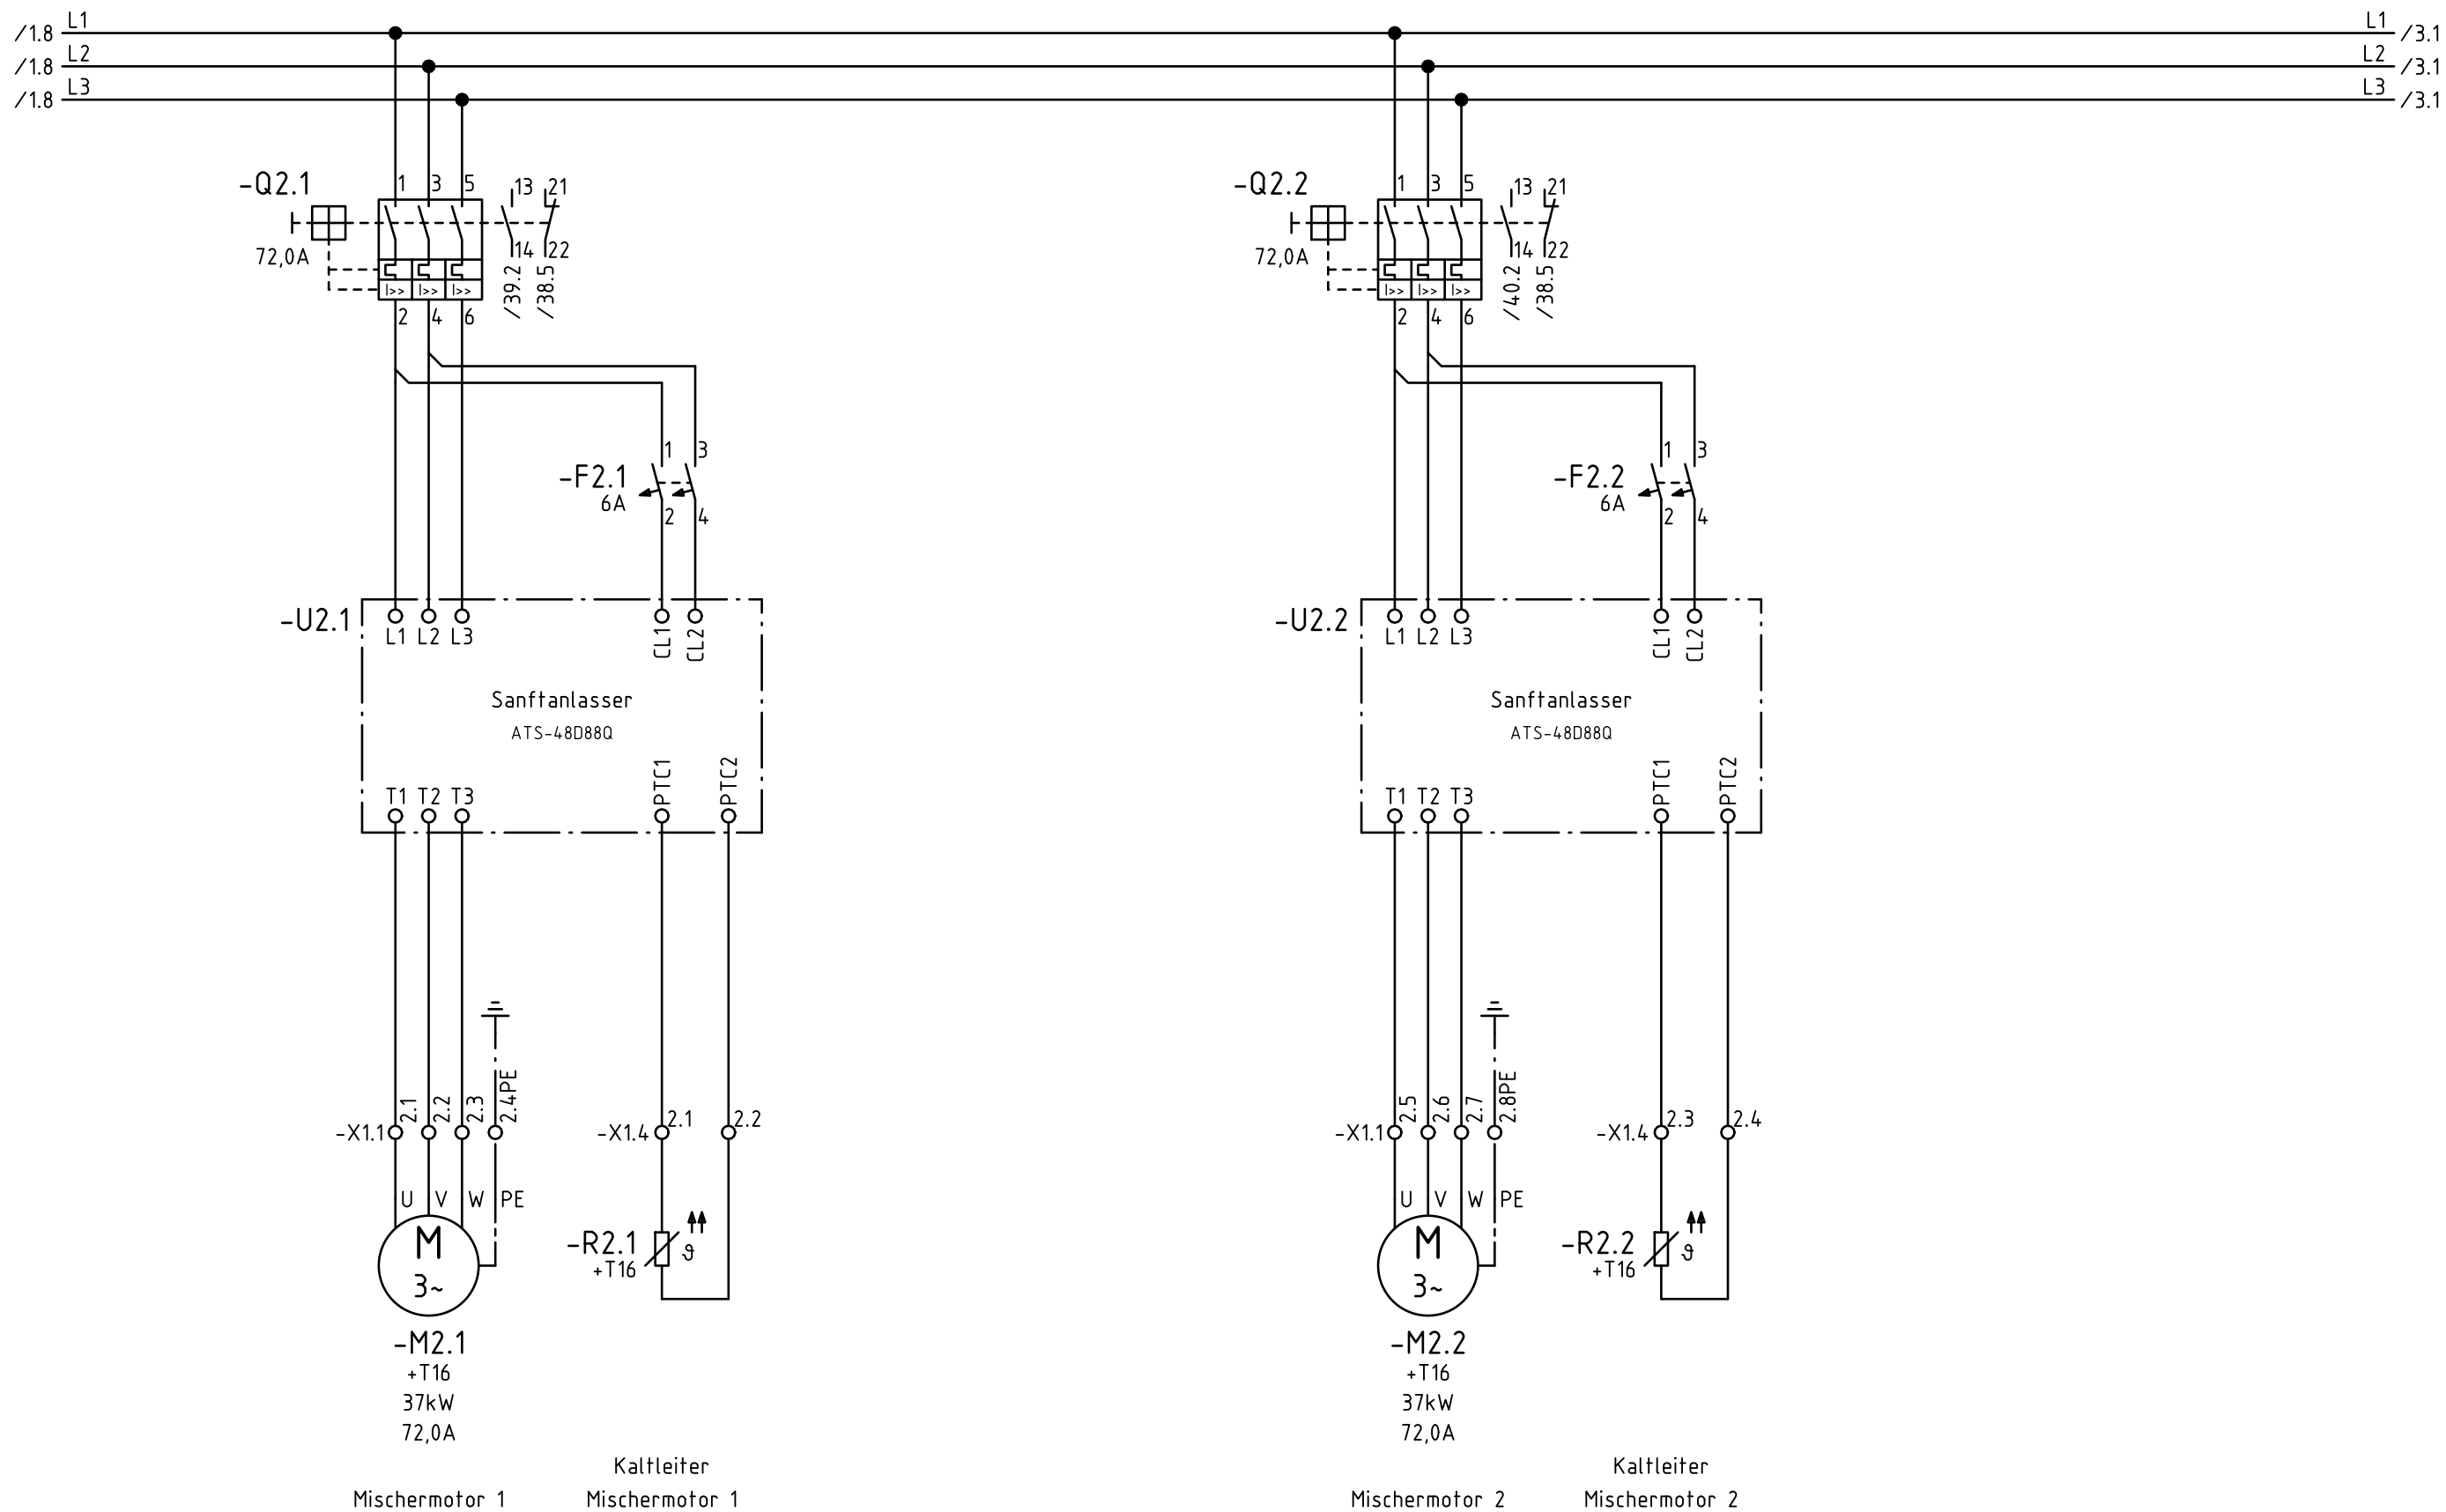 /1.8 L1 L1 /3.1
/1.8 L2 L2 /3.1
/1.8 L3 L3 /3.1
-Q2.1 1 3 5 13 21
72,0A 14 22
I>> I>> I>>
2 4 6 /39.2 /38.5
-F2.1 1 3
6A 2 4
-U2.1 L1 L2 L3 CL1 CL2
Sanftanlasser
ATS-48D88Q
T1 T2 T3 PTC1 PTC2
-X1.1 2.1 2.2 2.3 2.4PE
-X1.4 2.1 2.2
U V W PE
M
3~
-R2.1
+T16
ϑ
-M2.1
+T16
37kW
72,0A
Mischermotor 1
Kaltleiter
Mischermotor 1
-Q2.2 1 3 5 13 21
72,0A 14 22
I>> I>> I>>
2 4 6 /40.2 /38.5
-F2.2 1 3
6A 2 4
-U2.2 L1 L2 L3 CL1 CL2
Sanftanlasser
ATS-48D88Q
T1 T2 T3 PTC1 PTC2
-X1.1 2.5 2.6 2.7 2.8PE
-X1.4 2.3 2.4
U V W PE
M
3~
-R2.2
+T16
ϑ
-M2.2
+T16
37kW
72,0A
Mischermotor 2
Kaltleiter
Mischermotor 2